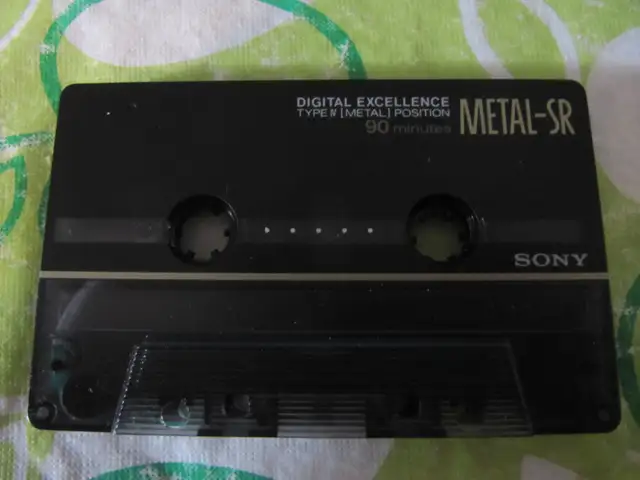 DIGITAL EXCELLENCE
TYPE IV [METAL] POSITION
90 minutes
METAL-SR
SONY